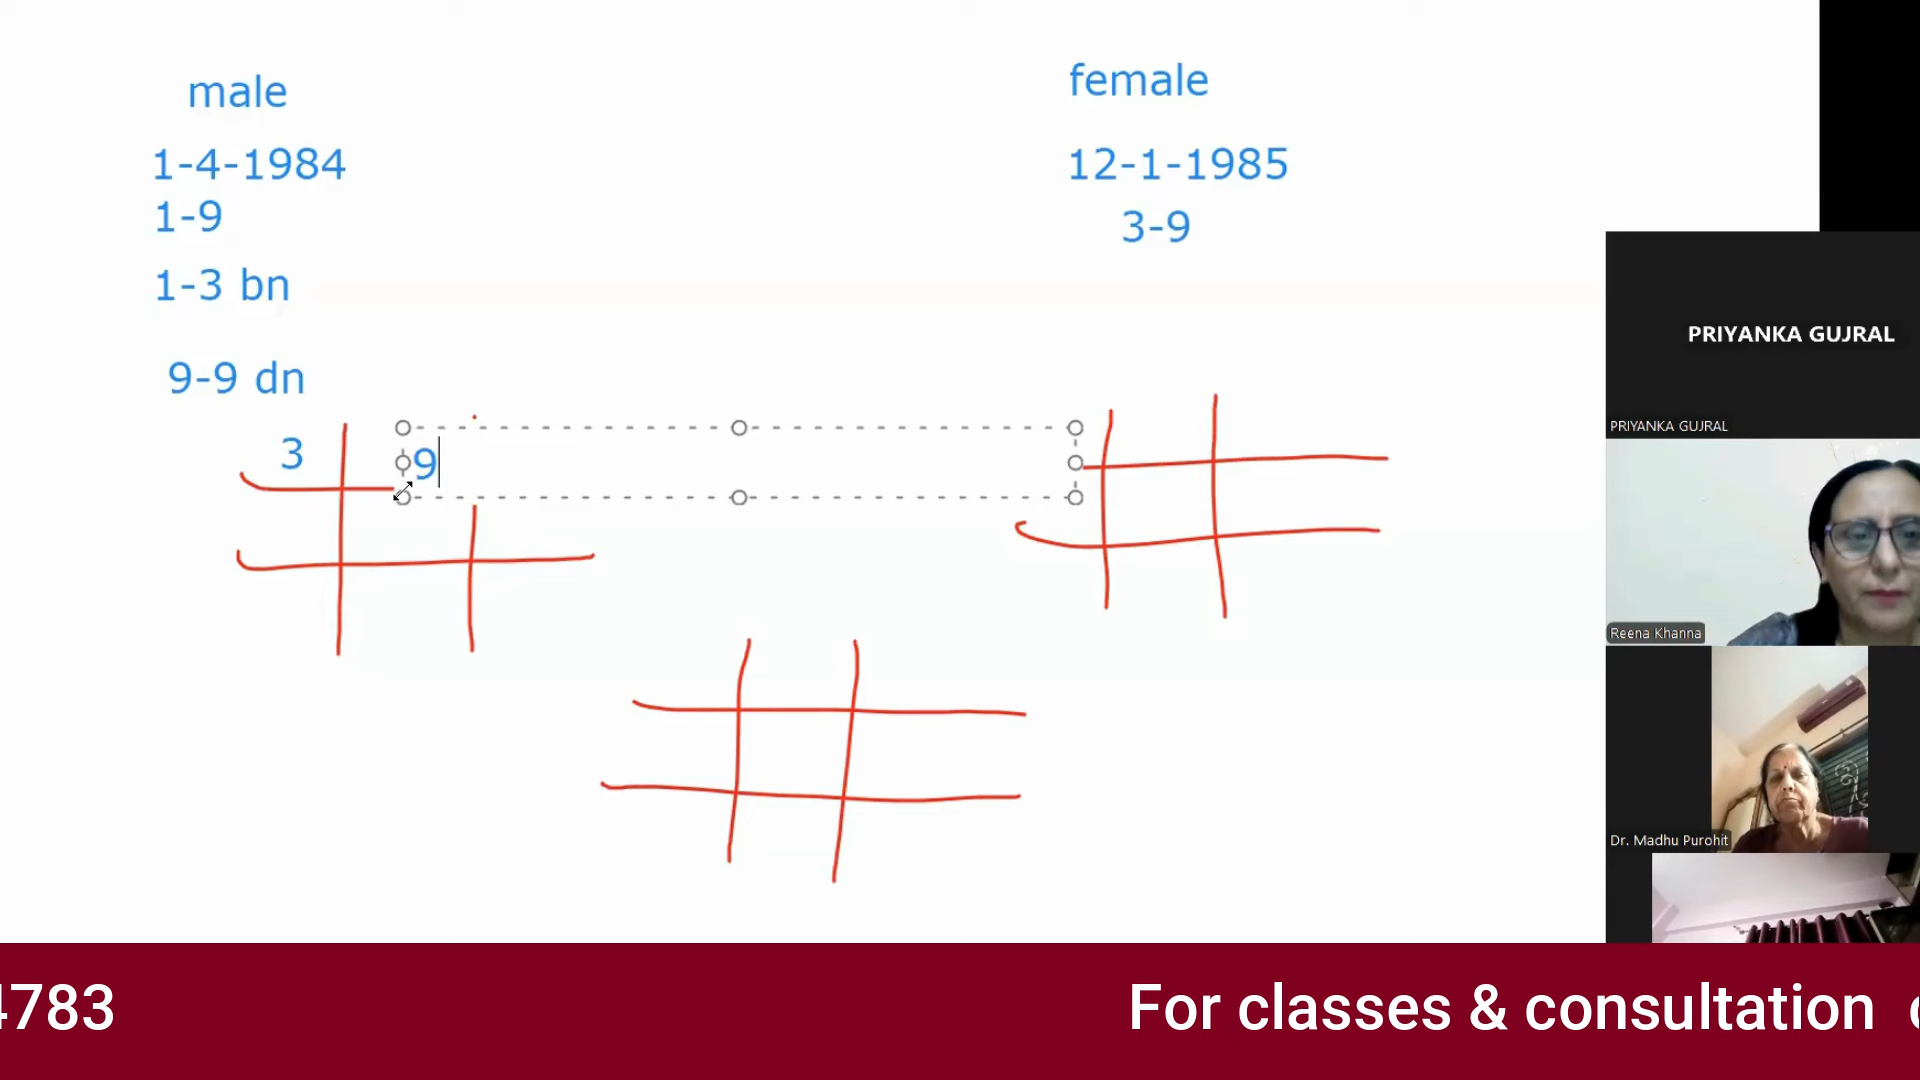 male
1-4-1984
1-9
1-3 bn
9-9 dn
3
9
female
12-1-1985
3-9
PRIYANKA GUJRAL
PRIYANKA GUJRAL
Reena Khanna
Dr. Madhu Purohit
4783
For classes & consultation